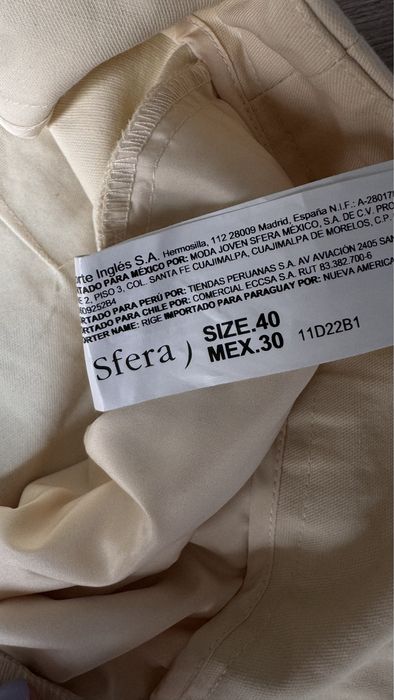 orte Inglés S.A. Hermosilla, 112 28009 Madrid, España N.I.F.: A-28017
TADO PARA MÉXICO POR: MODA JOVEN SFERA MÉXICO, S.A. DE C.V. PRO
E 2, PISO 3, COL. SANTA FE CUAJIMALPA, CUAJIMALPA DE MORELOS, C.P.
80925284
RTADO PARA PERÚ POR: TIENDAS PERUANAS S.A. AV AVIACIÓN 2405 SAN
RTADO PARA CHILE POR: COMERCIAL ECCSA S.A. RUT 83.382.700-6
ORTER NAME: RIGE IMPORTADO PARA PARAGUAY POR: NUEVA AMERICA
Sfera) SIZE.40
MEX.30 11D22B1